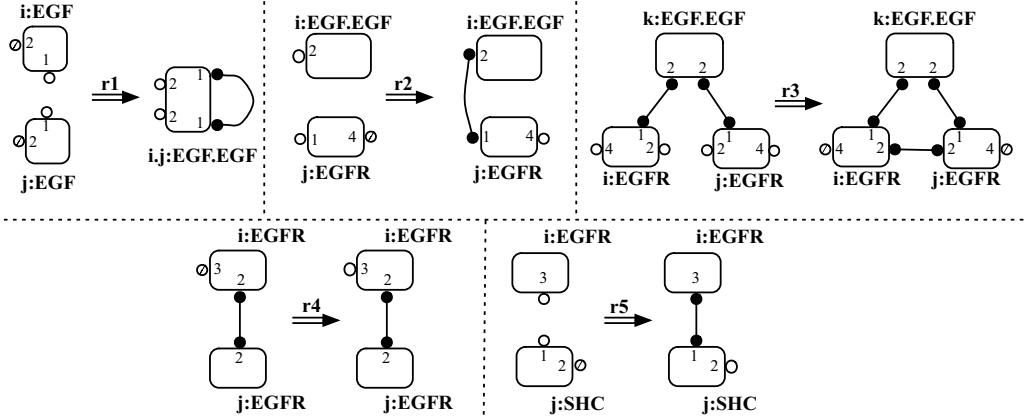 i:EGF
2
1
1
2
j:EGF
r1
1
2
2
1
i.j:EGF.EGF
i:EGF.EGF
2
1 4
j:EGFR
r2
i:EGF.EGF
2
1 4
j:EGFR
k:EGF.EGF
2 2
1 1
4 2 2 4
i:EGFR j:EGFR
r3
k:EGF.EGF
2 2
1 1
4 2 2 4
i:EGFR j:EGFR
i:EGFR
3
2
2
j:EGFR
r4
i:EGFR
3
2
2
j:EGFR
i:EGFR
3
1
2
j:SHC
r5
i:EGFR
3
1
2
j:SHC